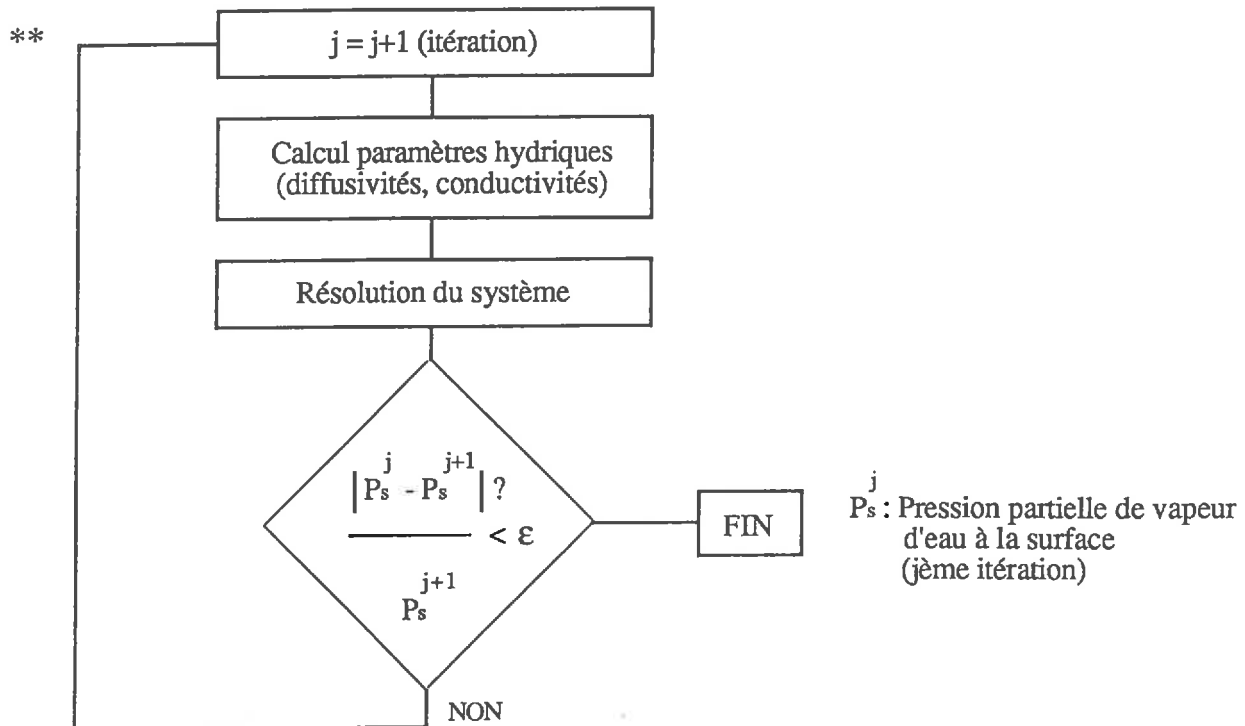 **
j = j+1 (itération)
Calcul paramètres hydriques
(diffusivités, conductivités)
Résolution du système
|Ps^j - Ps^j+1| ?
< ε
Ps^j+1
FIN
Ps^j : Pression partielle de vapeur
d'eau à la surface
(jème itération)
NON